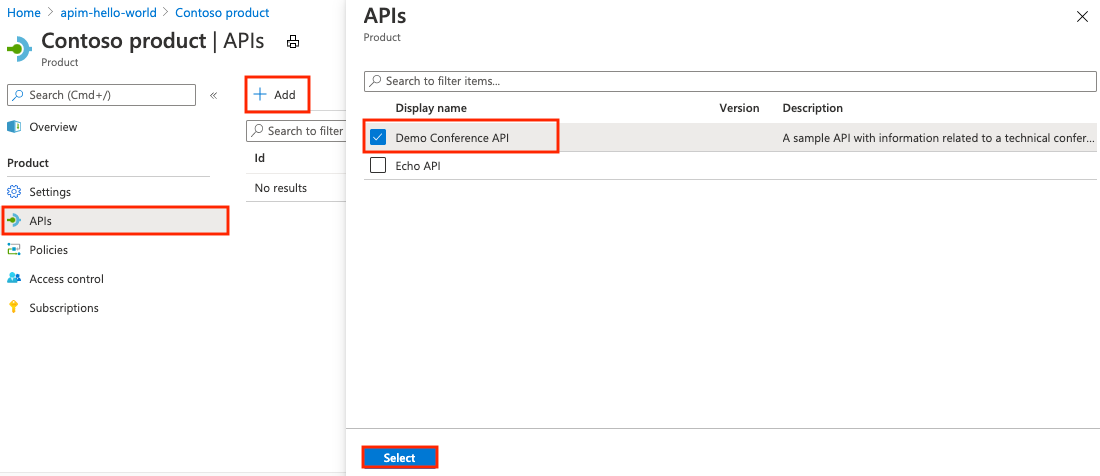 Home > apim-hello-world > Contoso product
Contoso product | APIs
Product
Search (Cmd+/)
«
Overview
Product
Settings
APIs
Policies
Access control
Subscriptions
+ Add
Search to filter
Id
No results
APIs
Product
Search to filter items...
Display name Version Description
Demo Conference API A sample API with information related to a technical confer...
Echo API
Select